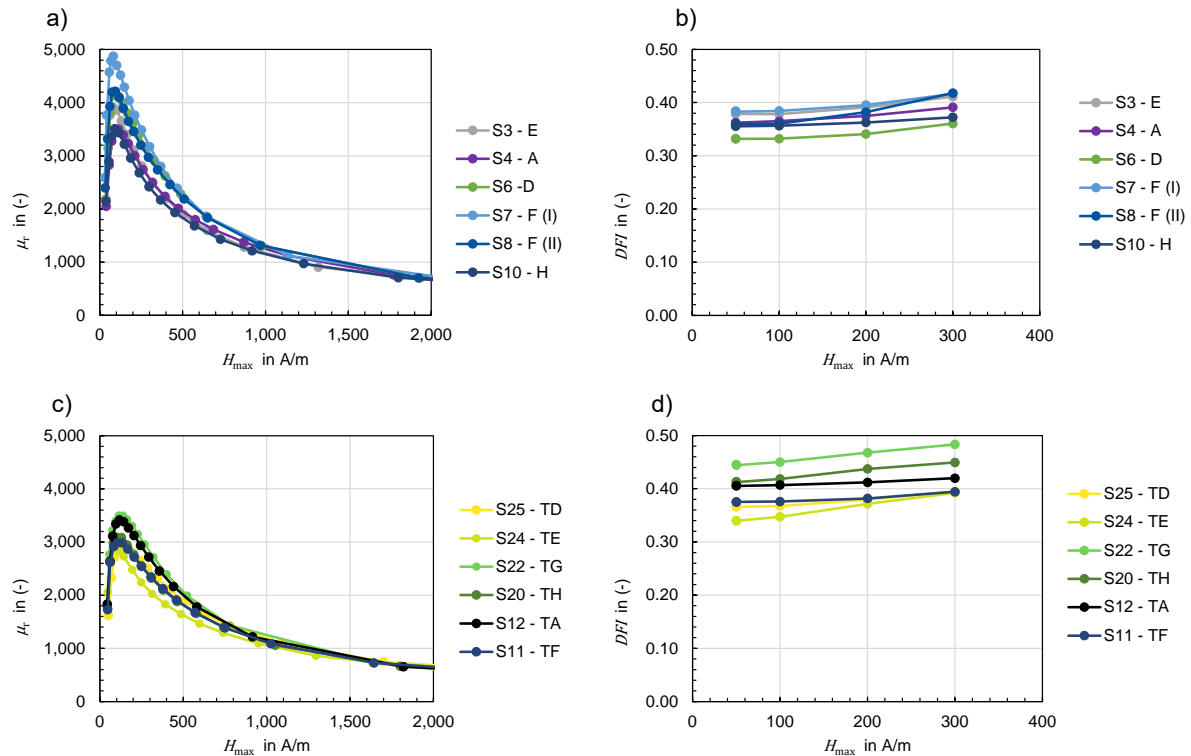 a)
5,000
4,000
3,000
2,000
1,000
0
0 500 1,000 1,500 2,000
μr in (-)
Hmax in A/m
S3 - E
S4 - A
S6 -D
S7 - F (I)
S8 - F (II)
S10 - H
b)
0.50
0.40
0.30
0.20
0.10
0.00
0 100 200 300 400
DFI in (-)
Hmax in A/m
S3 - E
S4 - A
S6 - D
S7 - F (I)
S8 - F (II)
S10 - H
c)
5,000
4,000
3,000
2,000
1,000
0
0 500 1,000 1,500 2,000
μr in (-)
Hmax in A/m
S25 - TD
S24 - TE
S22 - TG
S20 - TH
S12 - TA
S11 - TF
d)
0.50
0.40
0.30
0.20
0.10
0.00
0 100 200 300 400
DFI in (-)
Hmax in A/m
S25 - TD
S24 - TE
S22 - TG
S20 - TH
S12 - TA
S11 - TF